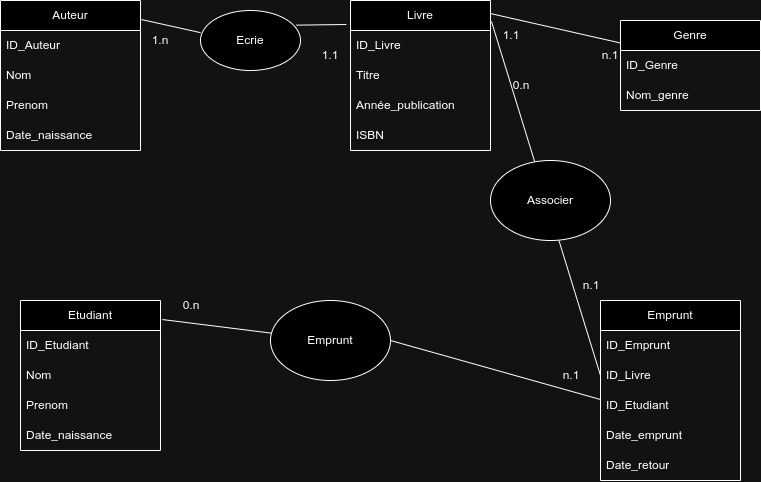 Auteur
ID_Auteur
Nom
Prenom
Date_naissance
1.n
Ecrie
1.1
Livre
ID_Livre
Titre
Année_publication
ISBN
1.1
n.1
Genre
ID_Genre
Nom_genre
0.n
Associer
n.1
Etudiant
ID_Etudiant
Nom
Prenom
Date_naissance
0.n
Emprunt
n.1
Emprunt
ID_Emprunt
ID_Livre
ID_Etudiant
Date_emprunt
Date_retour